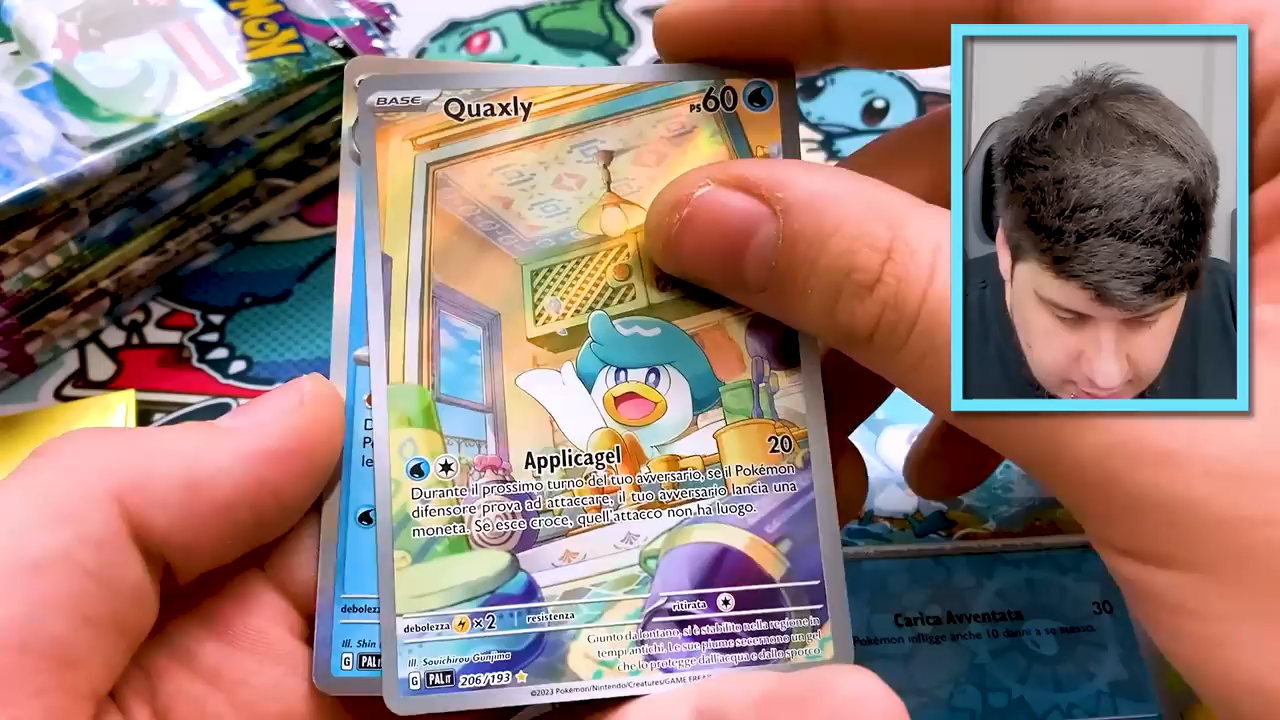 BASE Quaxly PS60
Applicagel 20
Durante il prossimo turno del tuo avversario, se il Pokémon
difensore prova ad attaccare, il tuo avversario lancia una
moneta. Se esce croce, quell'attacco non ha luogo.
debolezza ×2 resistenza ritirata
Giunto da lontano, si è stabilito nella regione in
tempi antichi. Le sue piume secernono un gel
che lo protegge dall'acqua e dallo sporco.
Ill. Souichirou Gunjima
G PAL IT 206/193
©2023 Pokémon/Nintendo/Creatures/GAME FREAK
debolezz
Ill. Shin
G PAL
Carica Avventata 30
Pokémon infligge anche 10 danni a se stesso.